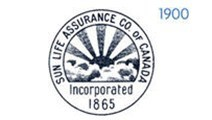 1900
SUN LIFE ASSURANCE CO OF CANADA
Incorporated
1865